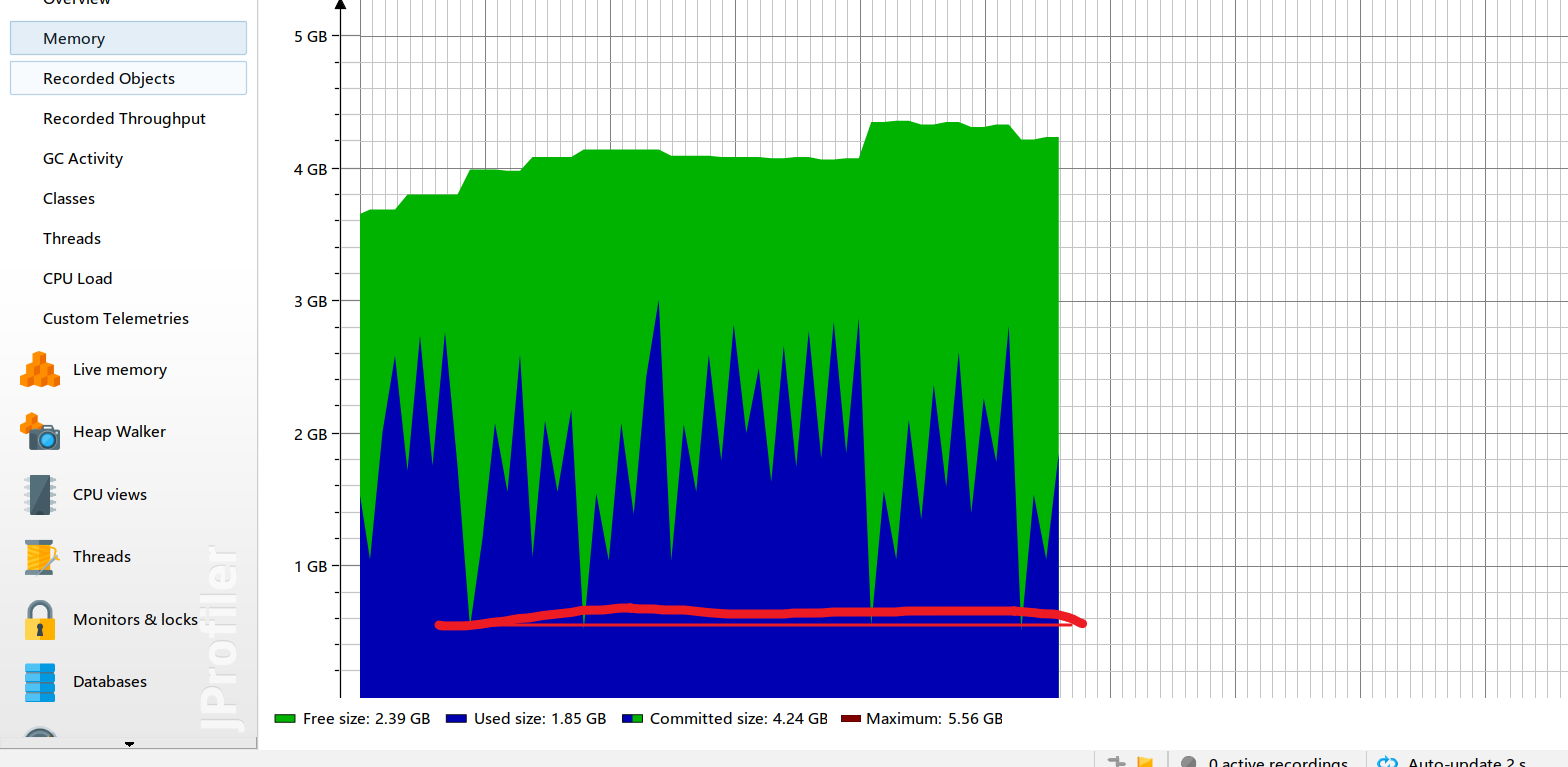 Overview
Memory
Recorded Objects
Recorded Throughput
GC Activity
Classes
Threads
CPU Load
Custom Telemetries
Live memory
Heap Walker
CPU views
Threads
Monitors & locks
Databases
JProfiler
5 GB
4 GB
3 GB
2 GB
1 GB
Free size: 2.39 GB Used size: 1.85 GB Committed size: 4.24 GB Maximum: 5.56 GB
0 active recordings Auto-update 2 s